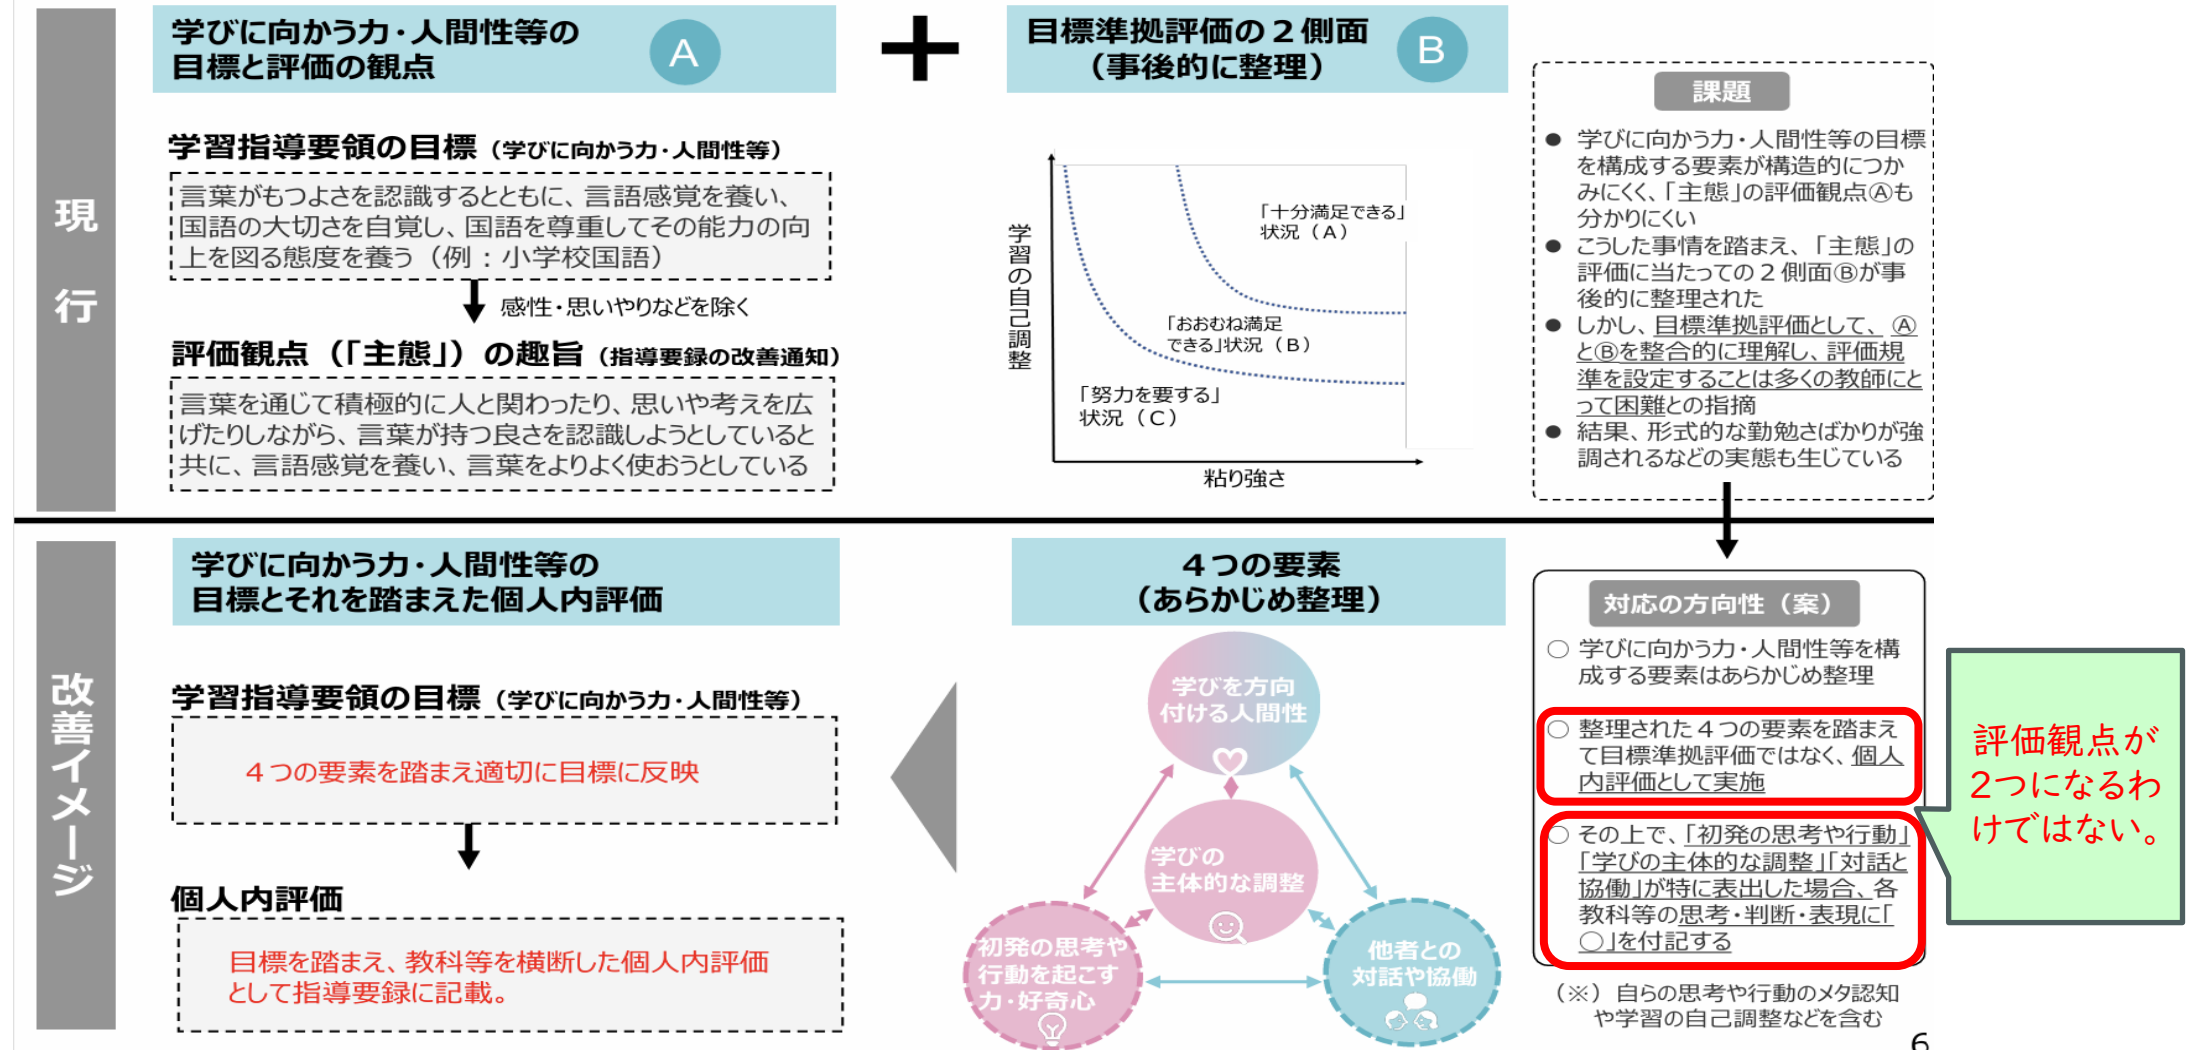 現行
学びに向かう力・人間性等の
目標と評価の観点
A
+
目標準拠評価の２側面
（事後的に整理）
B
学習指導要領の目標（学びに向かう力・人間性等）
言葉がもつよさを認識するとともに、言語感覚を養い、
国語の大切さを自覚し、国語を尊重してその能力の向
上を図る態度を養う（例：小学校国語）
感性・思いやりなどを除く
評価観点（「主態」）の趣旨（指導要録の改善通知）
言葉を通じて積極的に人と関わったり、思いや考えを広
げたりしながら、言葉が持つ良さを認識しようとしていると
共に、言語感覚を養い、言葉をよりよく使おうとしている
学習の自己調整
「十分満足できる」
状況（Ａ）
「おおむね満足
できる」状況（Ｂ）
「努力を要する」
状況（Ｃ）
粘り強さ
課題
● 学びに向かう力・人間性等の目標
を構成する要素が構造的につか
みにくく、「主態」の評価観点Ⓐも
分かりにくい
● こうした事情を踏まえ、「主態」の
評価に当たっての２側面Ⓑが事
後的に整理された
● しかし、目標準拠評価として、Ⓐ
とⒷを整合的に理解し、評価規
準を設定することは多くの教師にと
って困難との指摘
● 結果、形式的な勤勉さばかりが強
調されるなどの実態も生じている
改善イメージ
学びに向かう力・人間性等の
目標とそれを踏まえた個人内評価
学習指導要領の目標（学びに向かう力・人間性等）
４つの要素を踏まえ適切に目標に反映
個人内評価
目標を踏まえ、教科等を横断した個人内評価
として指導要録に記載。
４つの要素
（あらかじめ整理）
学びを方向
付ける人間性
学びの
主体的な調整
初発の思考や
行動を起こす
力・好奇心
他者との
対話や協働
対応の方向性（案）
○ 学びに向かう力・人間性等を構
成する要素はあらかじめ整理
○ 整理された４つの要素を踏まえ
て目標準拠評価ではなく、個人
内評価として実施
○ その上で、「初発の思考や行動」
「学びの主体的な調整」「対話と
協働」が特に表出した場合、各
教科等の思考・判断・表現に「
○」を付記する
（※）自らの思考や行動のメタ認知
や学習の自己調整などを含む
評価観点が
2つになるわ
けではない。
6